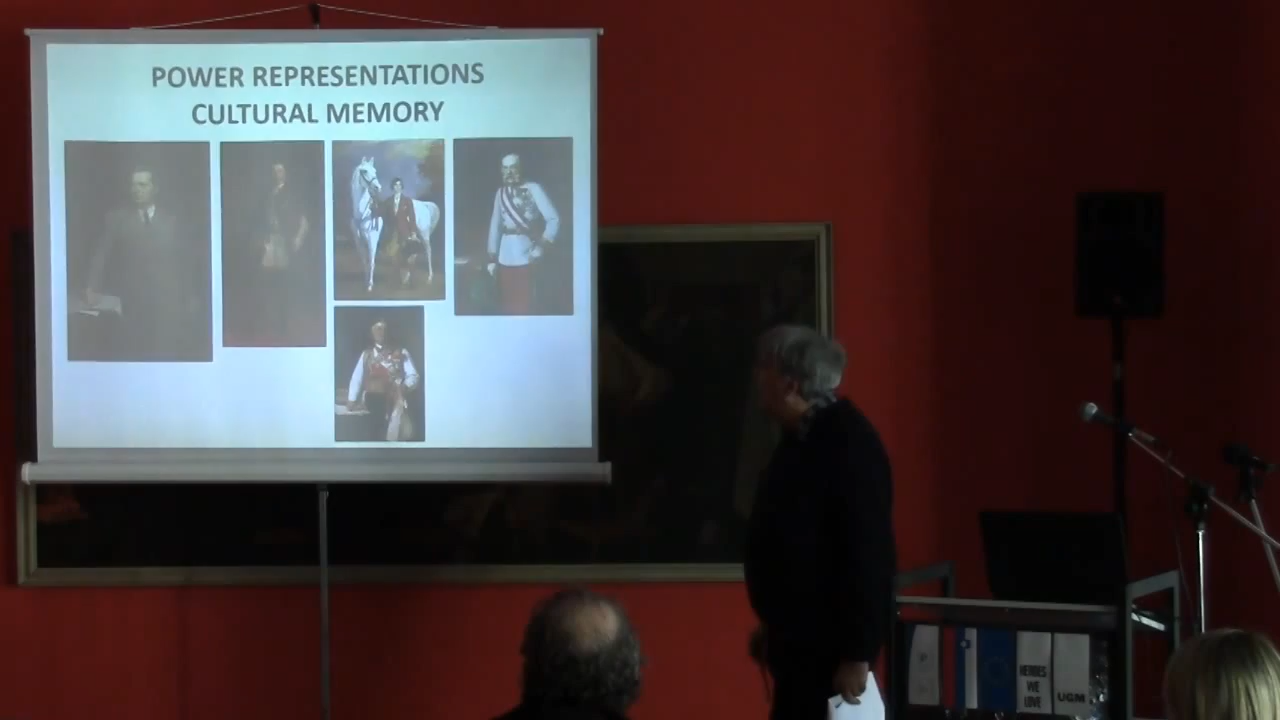 POWER REPRESENTATIONS
CULTURAL MEMORY
HEROES
WE
LOVE
UGM